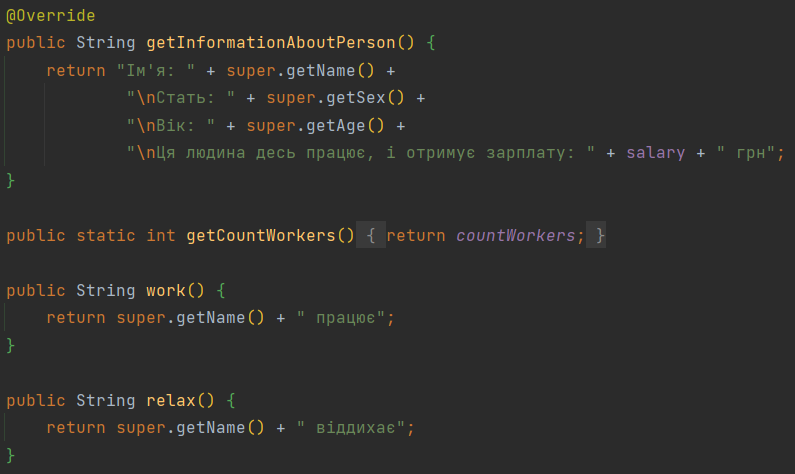 @Override
public String getInformationAboutPerson() {
return "Ім'я: " + super.getName() +
"\nСтать: " + super.getSex() +
"\nВік: " + super.getAge() +
"\nЦя людина десь працює, і отримує зарплату: " + salary + " грн";
}
public static int getCountWorkers() { return countWorkers; }
public String work() {
return super.getName() + " працює";
}
public String relax() {
return super.getName() + " віддихає";
}